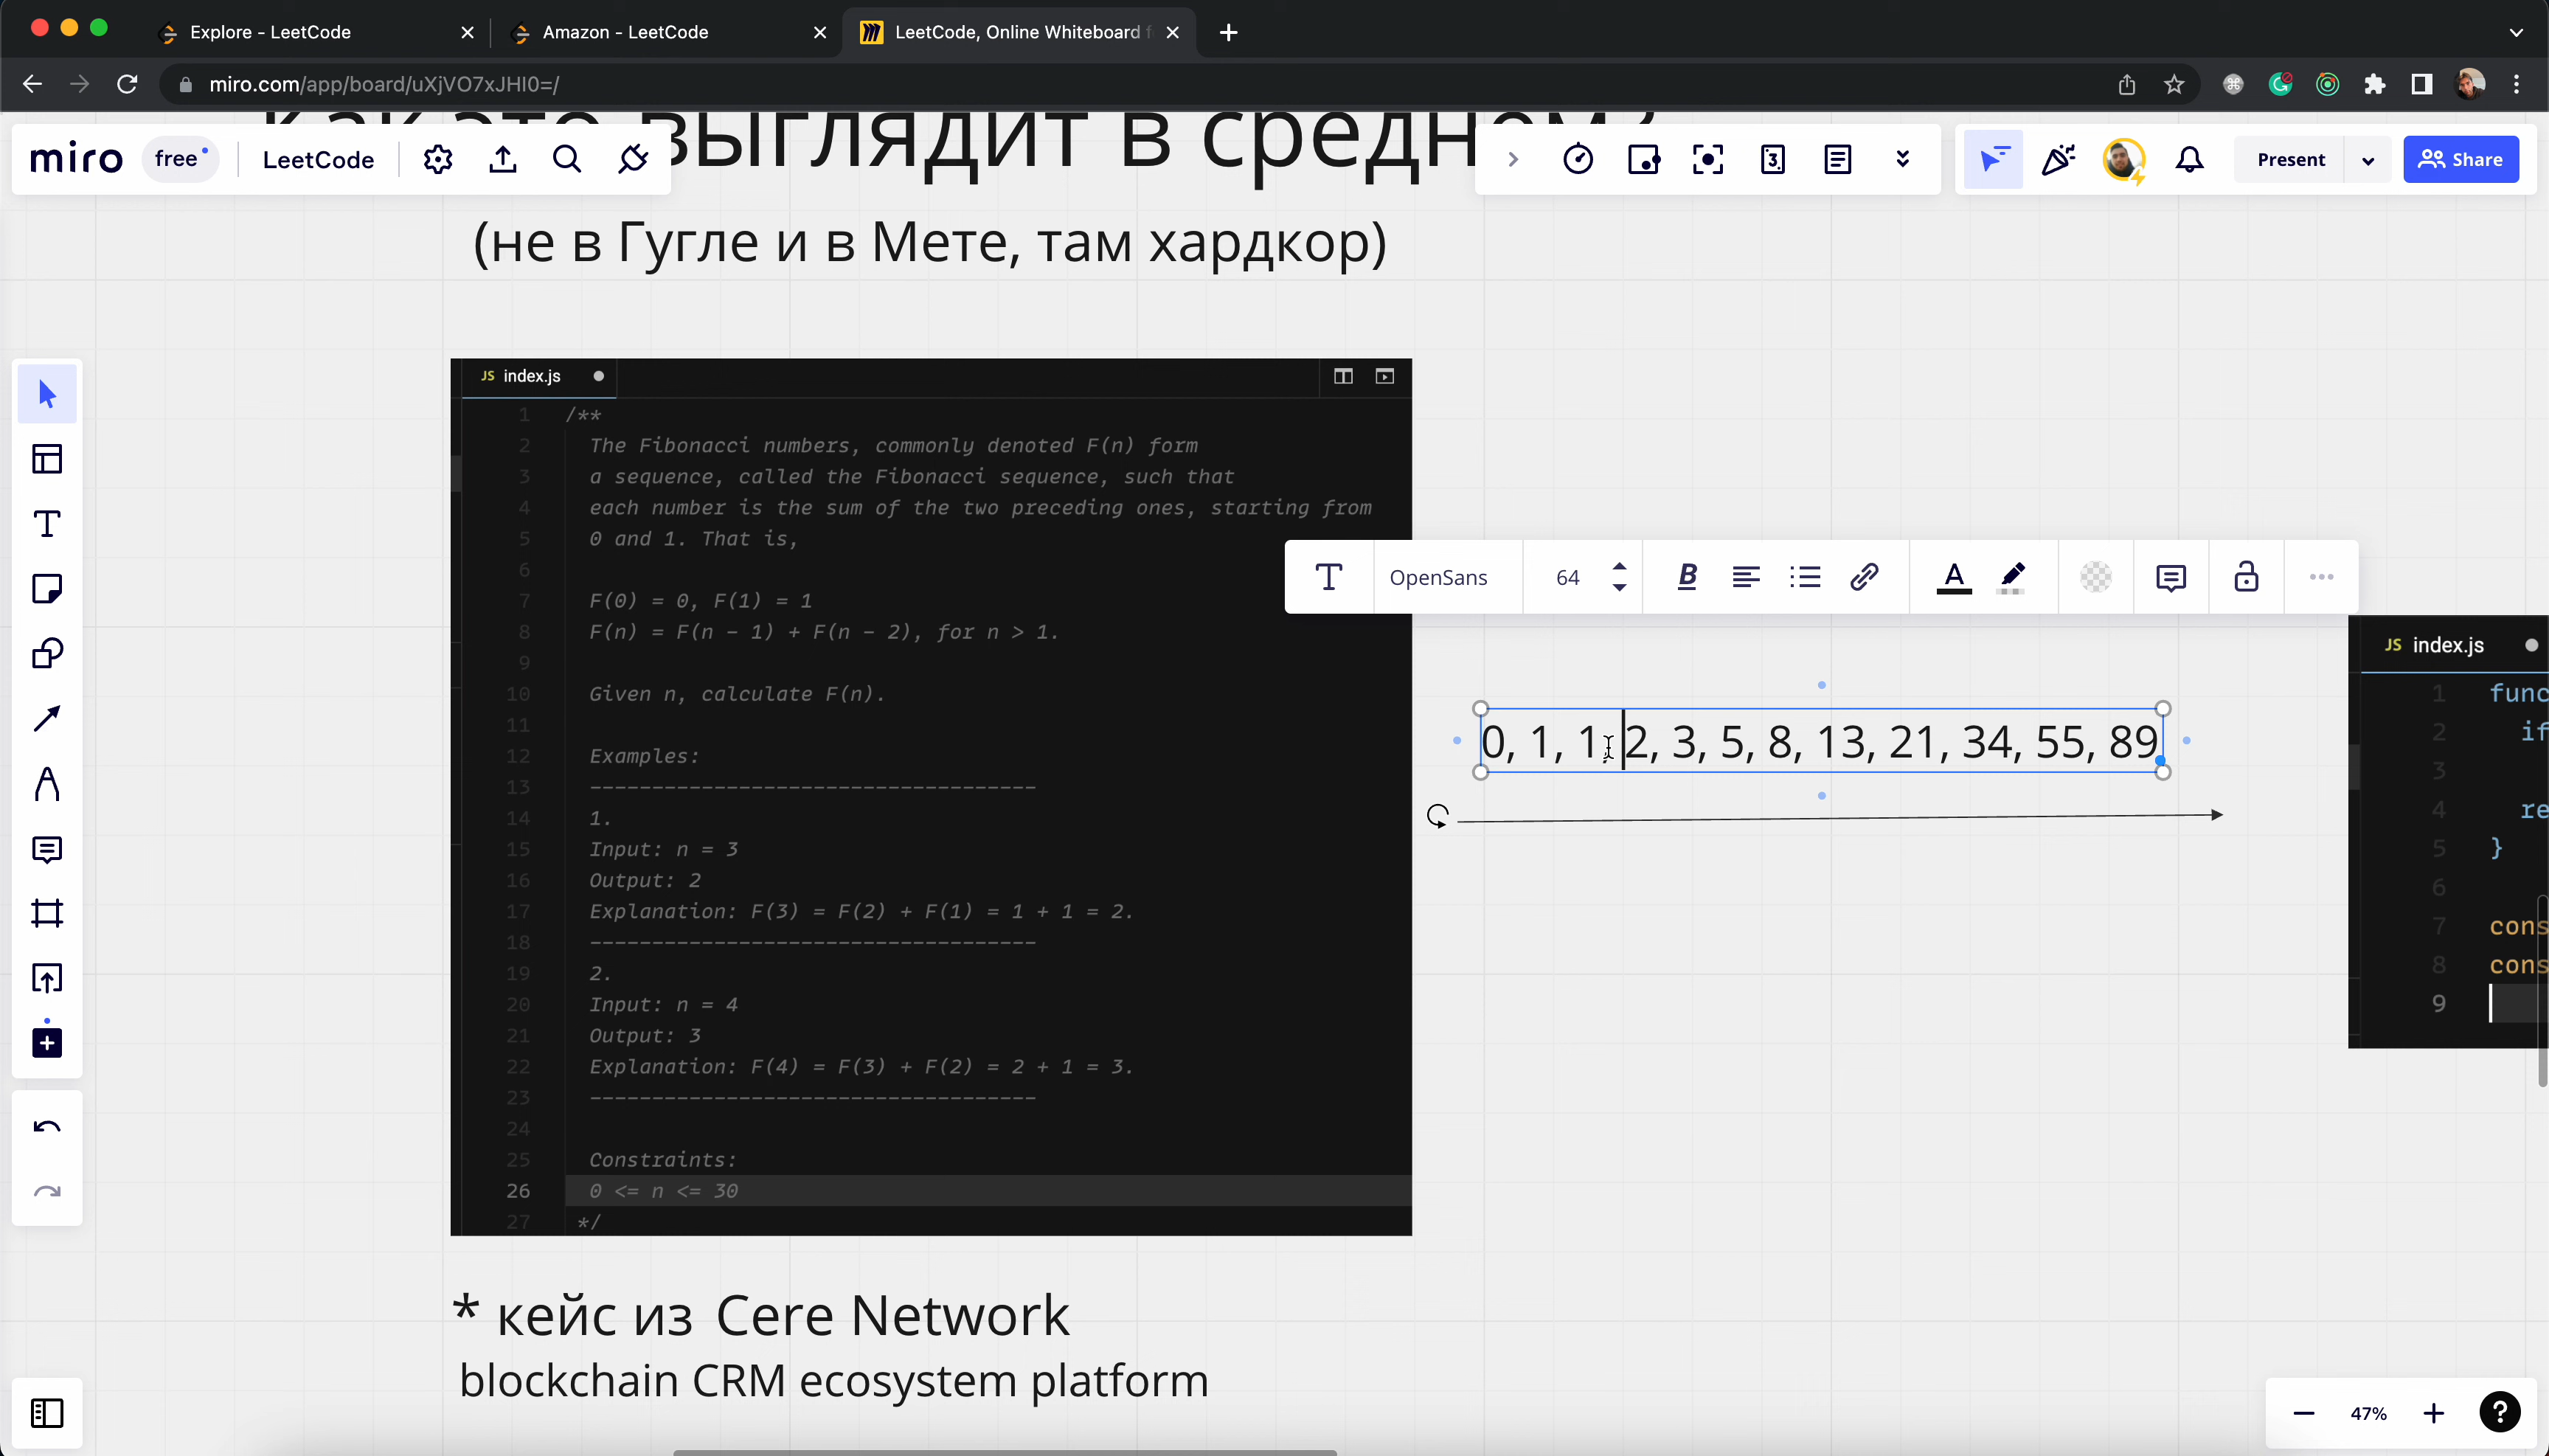 Explore - LeetCode
Amazon - LeetCode
LeetCode, Online Whiteboard f
miro.com/app/board/uXjVO7xJHI0=/
Как это выглядит в среднем?
miro
free
LeetCode
3
Present
Share
(не в Гугле и в Мете, там хардкор)
JS index.js
1 /**
2 The Fibonacci numbers, commonly denoted F(n) form
3 a sequence, called the Fibonacci sequence, such that
4 each number is the sum of the two preceding ones, starting from
5 0 and 1. That is,
6
7 F(0) = 0, F(1) = 1
8 F(n) = F(n - 1) + F(n - 2), for n > 1.
9
10 Given n, calculate F(n).
11
12 Examples:
13 ------------------------------------
14 1.
15 Input: n = 3
16 Output: 2
17 Explanation: F(3) = F(2) + F(1) = 1 + 1 = 2.
18 ------------------------------------
19 2.
20 Input: n = 4
21 Output: 3
22 Explanation: F(4) = F(3) + F(2) = 2 + 1 = 3.
23 ------------------------------------
24
25 Constraints:
26 0 <= n <= 30
27 */
OpenSans
64
B
A
0, 1, 1, 2, 3, 5, 8, 13, 21, 34, 55, 89
JS index.js
1 func
2 if
3
4 re
5 }
6
7 cons
8 cons
9
* кейс из Cere Network
blockchain CRM ecosystem platform
47%
?